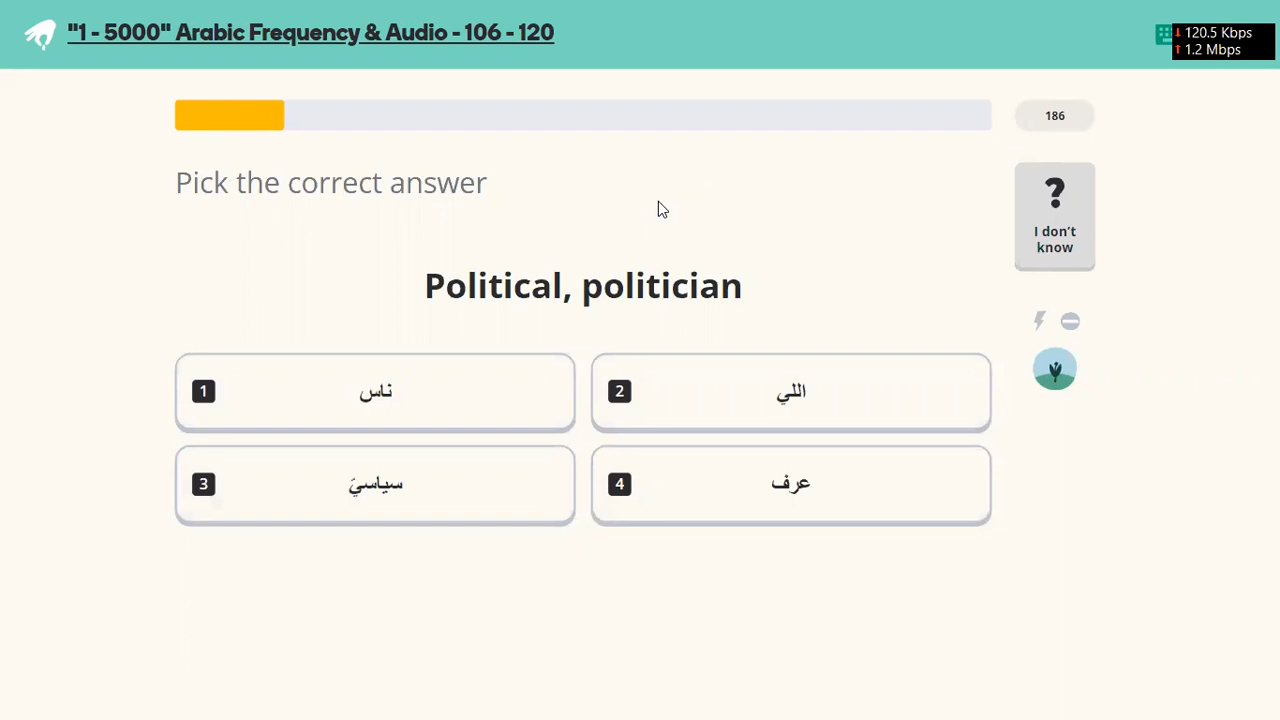 "1 - 5000" Arabic Frequency & Audio - 106 - 120
↓ 120.5 Kbps
↑ 1.2 Mbps
186
Pick the correct answer
?
I don't
know
Political, politician
1 ناس
2 اللي
3 سياسيّ
4 عرف